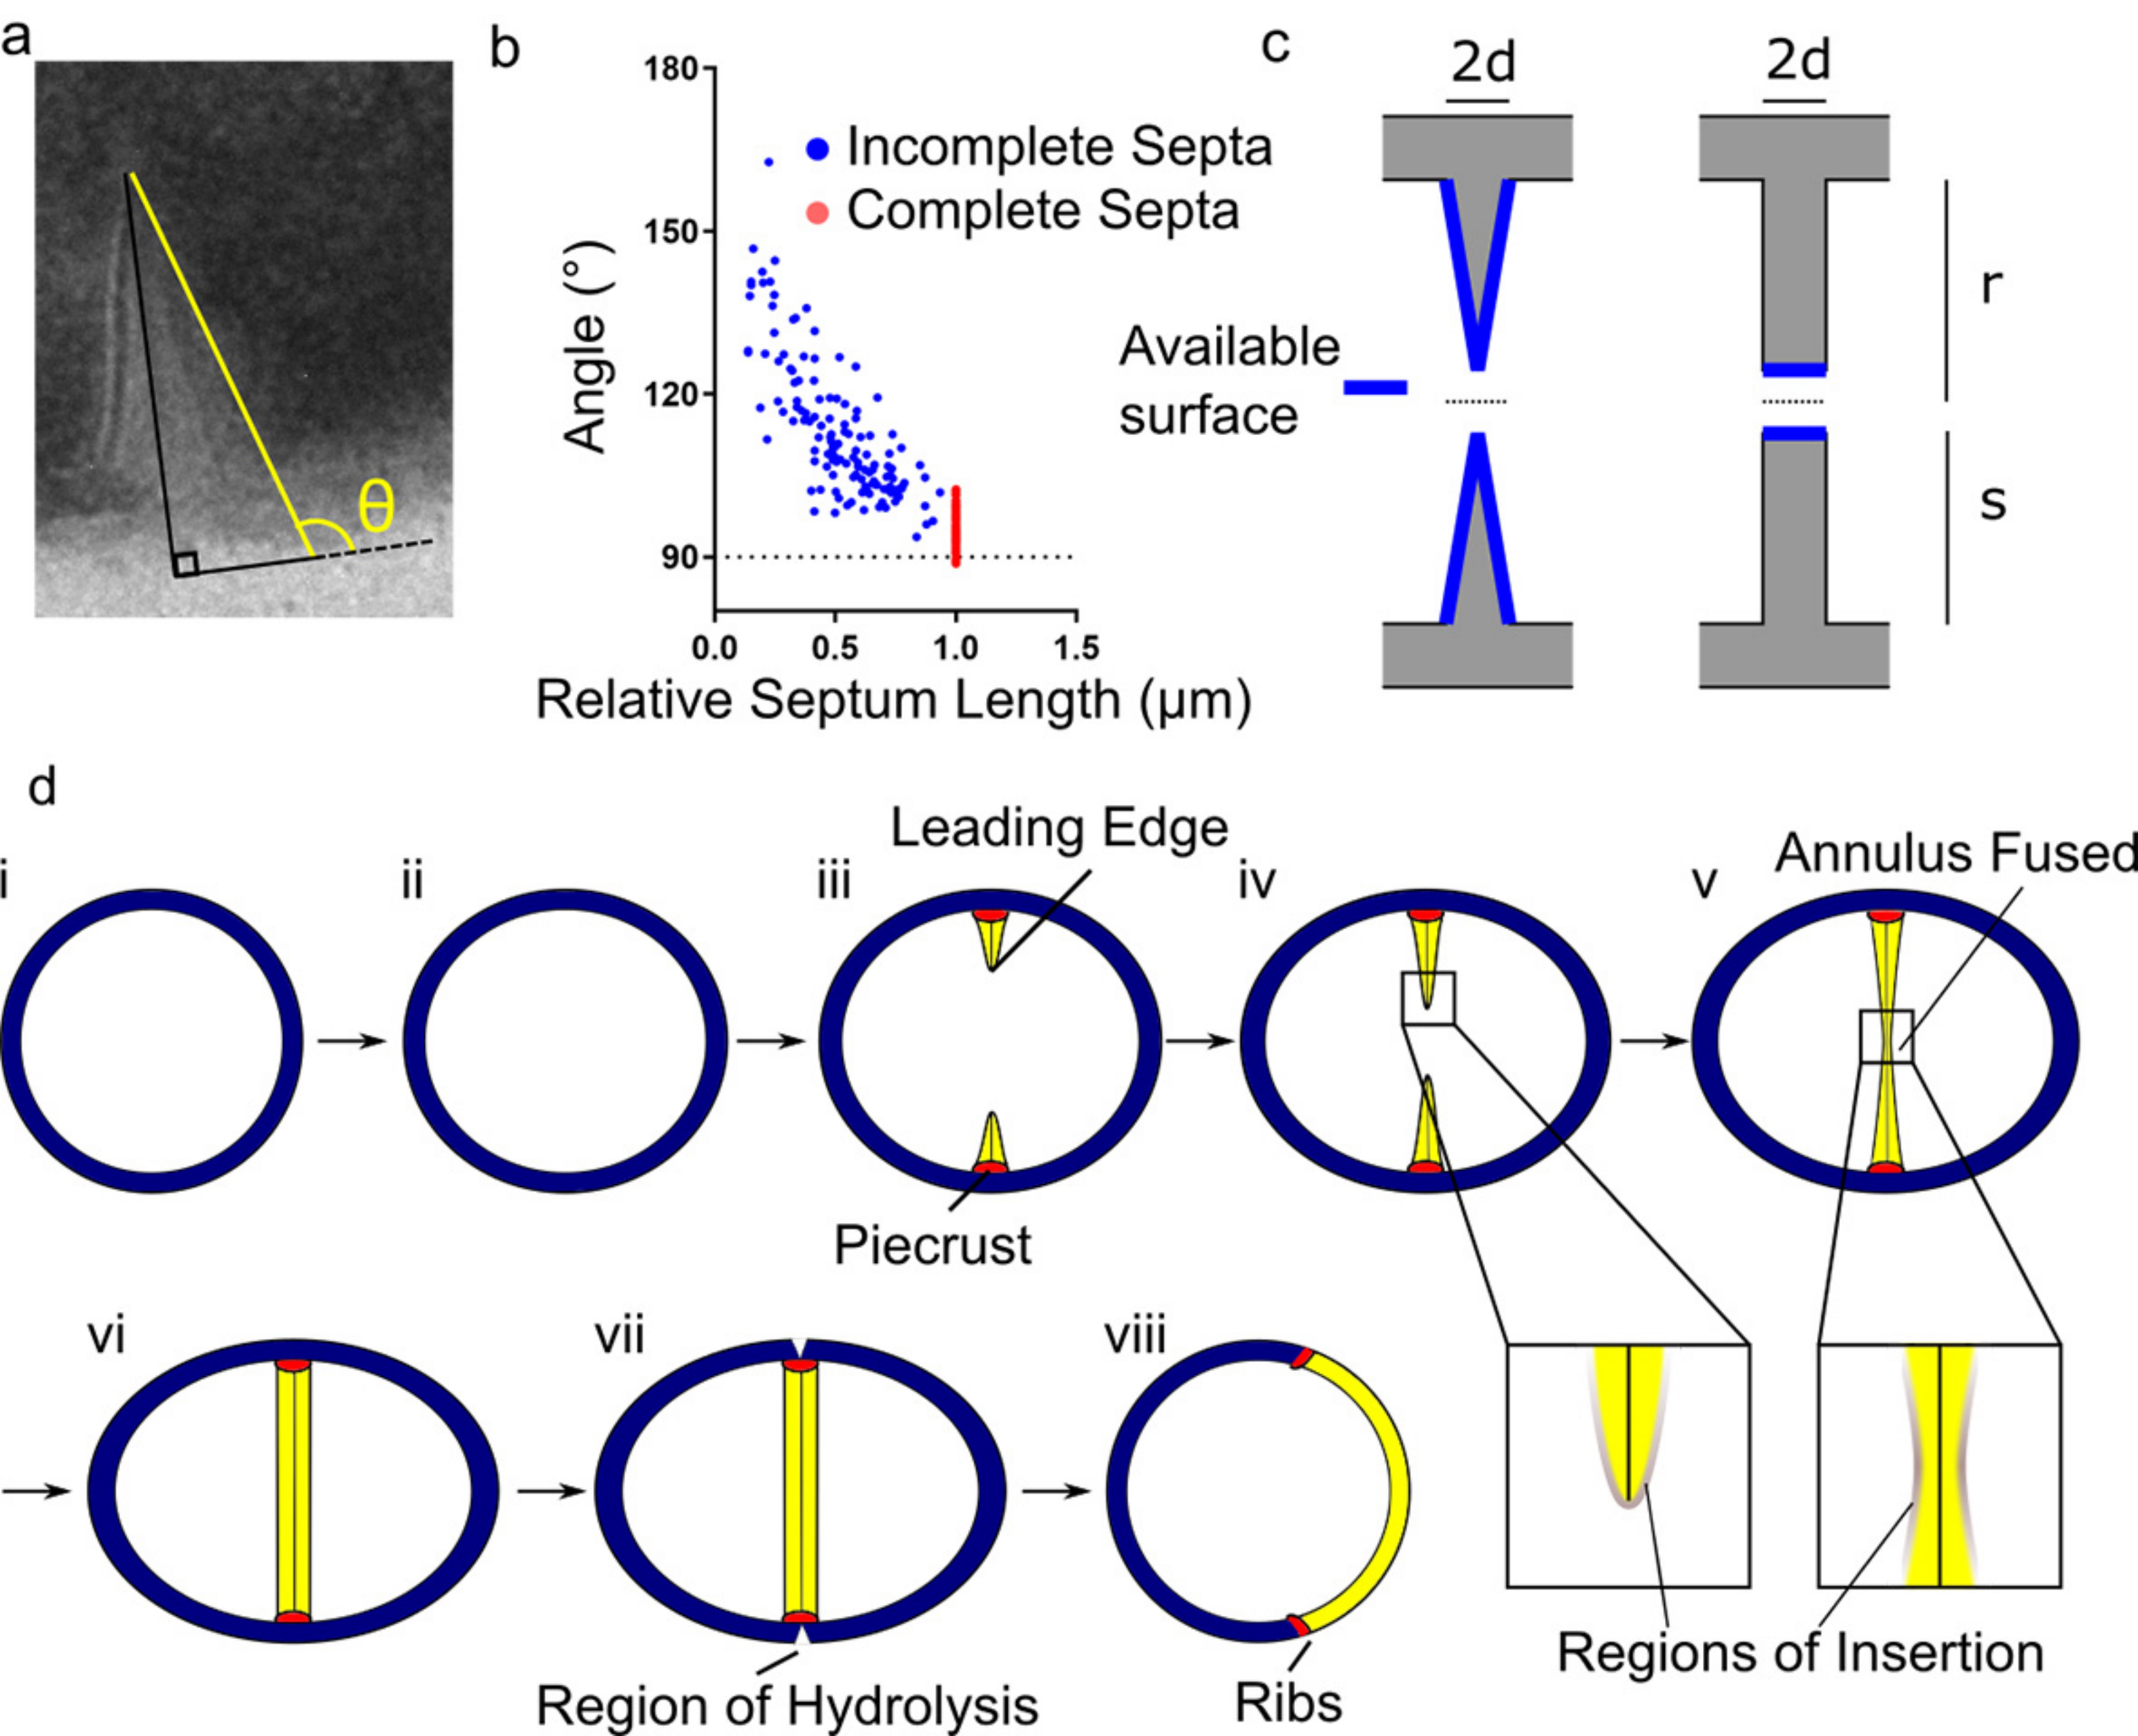 a
θ
b
180
150
120
90
Angle (°)
Incomplete Septa
Complete Septa
0.0 0.5 1.0 1.5
Relative Septum Length (µm)
c
2d 2d
Available
surface
r
s
d
i
ii
iii
Leading Edge
Piecrust
iv
v
Annulus Fused
vi
vii
Region of Hydrolysis
viii
Ribs
Regions of Insertion